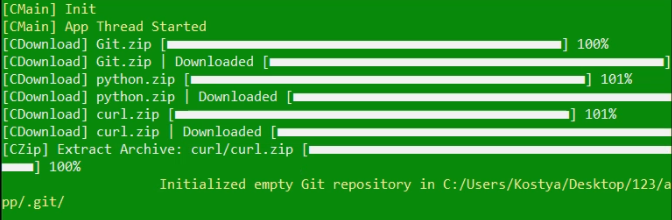 [CMain] Init
[CMain] App Thread Started
[CDownload] Git.zip [] 100%
[CDownload] Git.zip | Downloaded []
[CDownload] python.zip [] 101%
[CDownload] python.zip | Downloaded [
[CDownload] curl.zip [] 101%
[CDownload] curl.zip | Downloaded [
[CZip] Extract Archive: curl/curl.zip [
] 100%
Initialized empty Git repository in C:/Users/Kostya/Desktop/123/a
pp/.git/